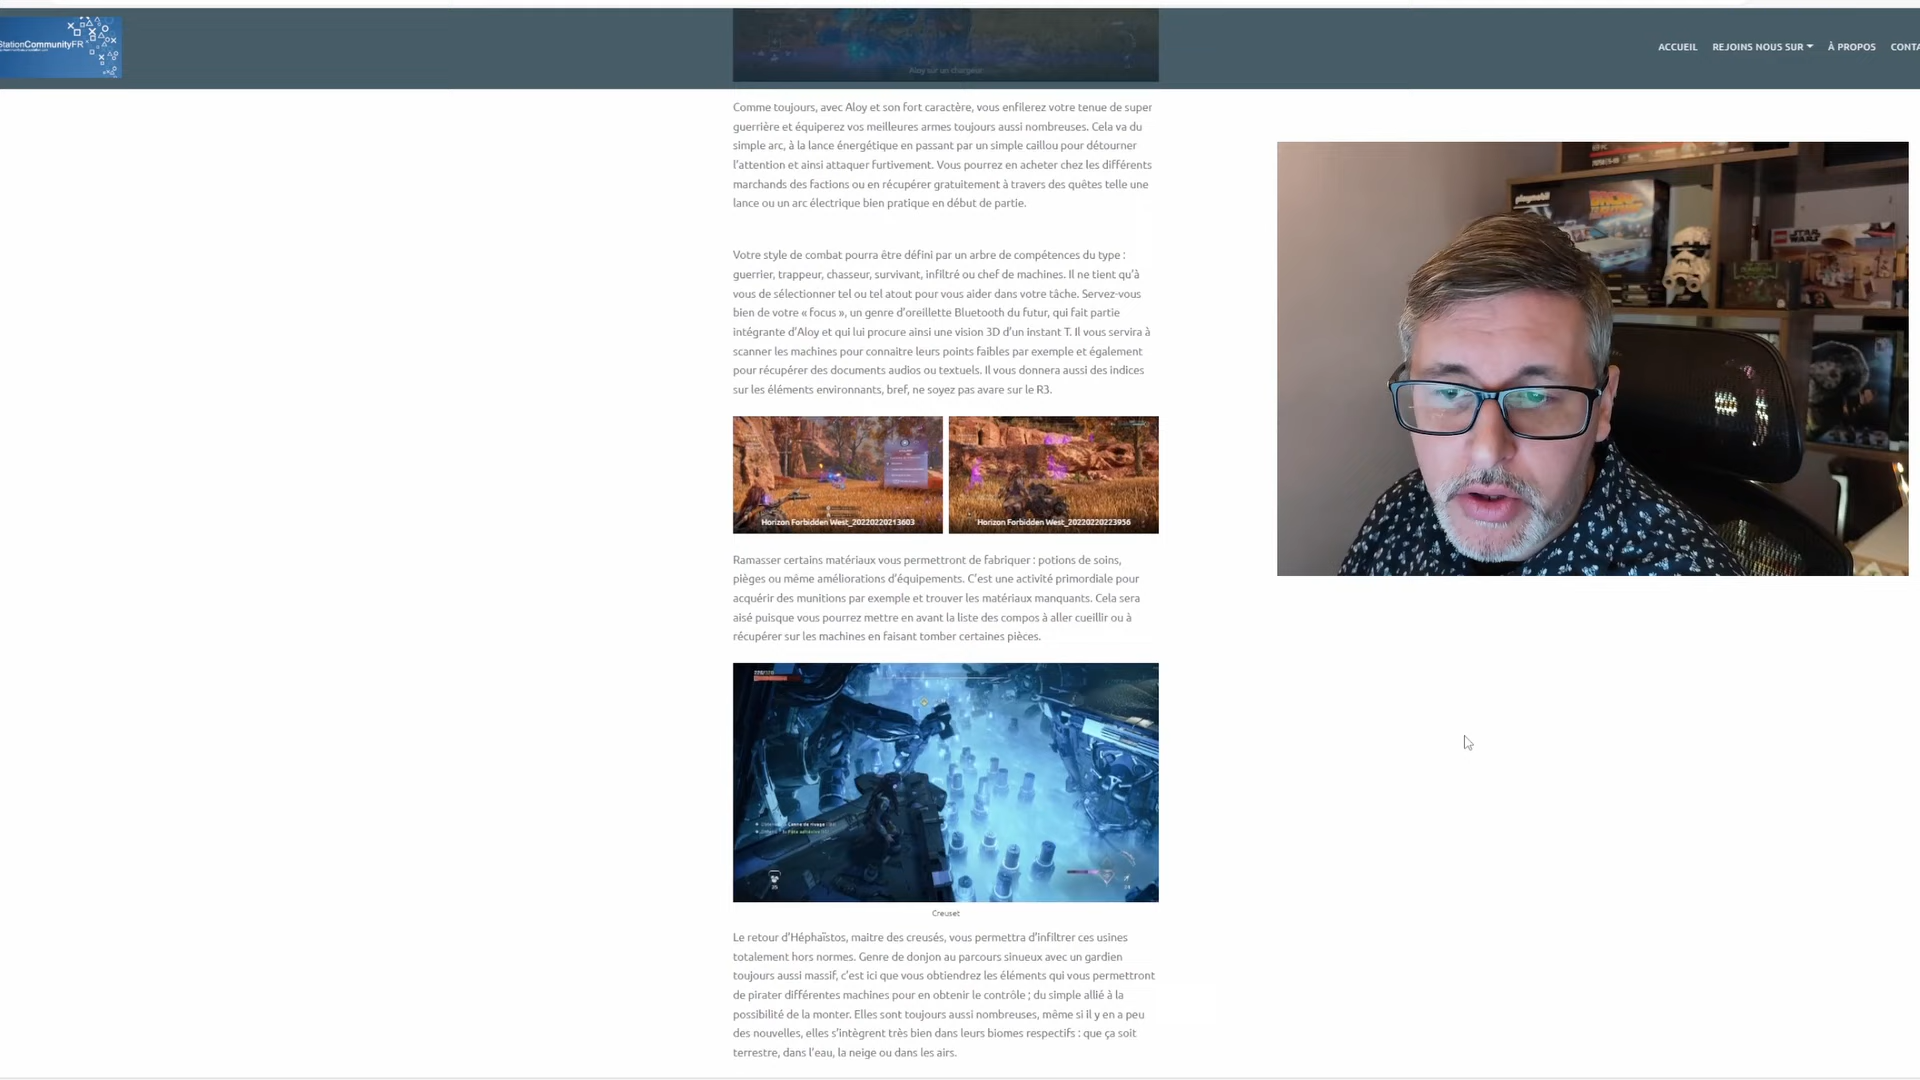 StationCommunityFR
ACCUEIL
REJOINS NOUS SUR
À PROPOS
CONTA
Aloy sur un chargeur
Comme toujours, avec Aloy et son fort caractère, vous enfilerez votre tenue de super
guerrière et équiperez vos meilleures armes toujours aussi nombreuses. Cela va du
simple arc, à la lance énergétique en passant par un simple caillou pour détourner
l'attention et ainsi attaquer furtivement. Vous pourrez en acheter chez les différents
marchands des factions ou en récupérer gratuitement à travers des quêtes telle une
lance ou un arc électrique bien pratique en début de partie.
Votre style de combat pourra être défini par un arbre de compétences du type :
guerrier, trappeur, chasseur, survivant, infiltré ou chef de machines. Il ne tient qu'à
vous de sélectionner tel ou tel atout pour vous aider dans votre tâche. Servez-vous
bien de votre « focus », un genre d'oreillette Bluetooth du futur, qui fait partie
intégrante d'Aloy et qui lui procure ainsi une vision 3D d'un instant T. Il vous servira à
scanner les machines pour connaitre leurs points faibles par exemple et également
pour récupérer des documents audios ou textuels. Il vous donnera aussi des indices
sur les éléments environnants, bref, ne soyez pas avare sur le R3.
Horizon Forbidden West_20220220213603
Horizon Forbidden West_20220220223956
Ramasser certains matériaux vous permettront de fabriquer : potions de soins,
pièges ou même améliorations d'équipements. C'est une activité primordiale pour
acquérir des munitions par exemple et trouver les matériaux manquants. Cela sera
aisé puisque vous pourrez mettre en avant la liste des compos à aller cueillir ou à
récupérer sur les machines en faisant tomber certaines pièces.
Creuset
Le retour d'Héphaïstos, maitre des creusés, vous permettra d'infiltrer ces usines
totalement hors normes. Genre de donjon au parcours sinueux avec un gardien
toujours aussi massif, c'est ici que vous obtiendrez les éléments qui vous permettront
de pirater différentes machines pour en obtenir le contrôle ; du simple allié à la
possibilité de la monter. Elles sont toujours aussi nombreuses, même si il y en a peu
des nouvelles, elles s'intègrent très bien dans leurs biomes respectifs : que ça soit
terrestre, dans l'eau, la neige ou dans les airs.
playmobil
STAR
WARS